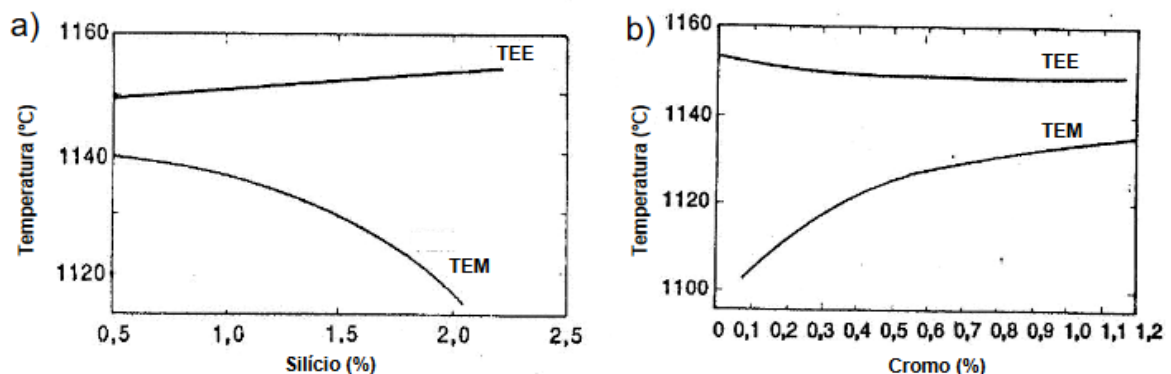 a)
1160
1140
1120
Temperatura (°C)
TEE
TEM
0,5 1,0 1,5 2,0 2,5
Silício (%)
b)
1160
1140
1120
1100
Temperatura (°C)
TEE
TEM
0 0,1 0,2 0,3 0,4 0,5 0,6 0,7 0,8 0,9 1,0 1,1 1,2
Cromo (%)